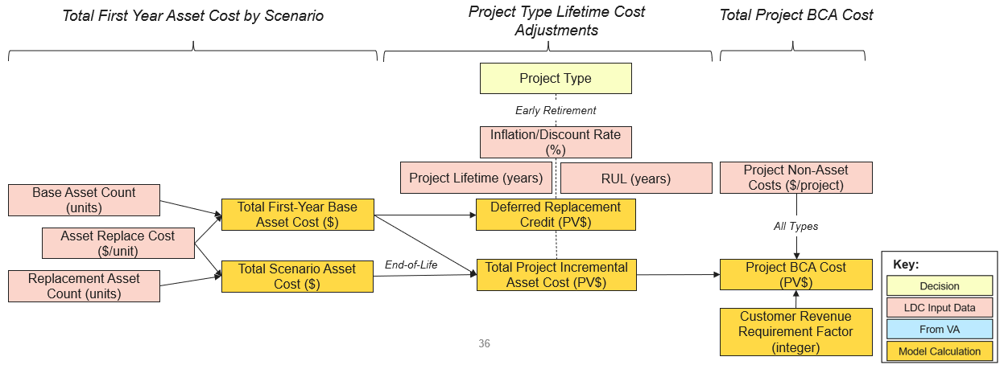 Total First Year Asset Cost by Scenario
Project Type Lifetime Cost
Adjustments
Total Project BCA Cost
Project Type
Early Retirement
Inflation/Discount Rate
(%)
Project Lifetime (years)
RUL (years)
Project Non-Asset
Costs ($/project)
Base Asset Count
(units)
Total First-Year Base
Asset Cost ($)
Deferred Replacement
Credit (PV$)
All Types
Asset Replace Cost
($/unit)
Replacement Asset
Count (units)
Total Scenario Asset
Cost ($)
End-of-Life
Total Project Incremental
Asset Cost (PV$)
Project BCA Cost
(PV$)
Customer Revenue
Requirement Factor
(integer)
Key:
Decision
LDC Input Data
From VA
Model Calculation
36